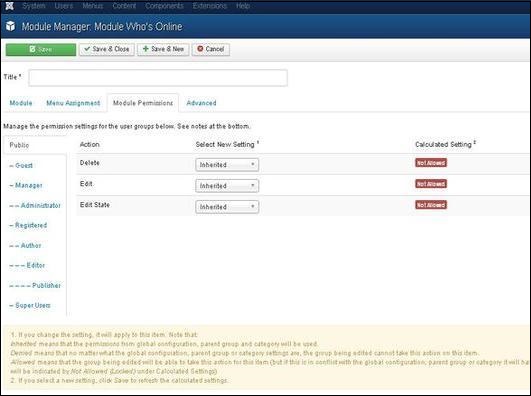 System Users Menus Content Components Extensions Help
Module Manager: Module Who's Online
Save Save & Close Save & New Cancel
Title *
Module Menu Assignment Module Permissions Advanced
Manage the permission settings for the user groups below. See notes at the bottom.
Public Action Select New Setting 1 Calculated Setting 2
– Guest Delete Inherited Not Allowed
– Manager Edit Inherited Not Allowed
– – Administrator Edit State Inherited Not Allowed
– Registered
– – Author
– – – Editor
– – – – Publisher
– Super Users
1. If you change the setting, it will apply to this item. Note that:
Inherited means that the permissions from global configuration, parent group and category will be used.
Denied means that no matter what the global configuration, parent group or category settings are, the group being edited cannot take this action on this item.
Allowed means that the group being edited will be able to take this action for this item (but if this is in conflict with the global configuration, parent group or category it will ha
will be indicated by Not Allowed (Locked) under Calculated Settings)
2. If you select a new setting, click Save to refresh the calculated settings.